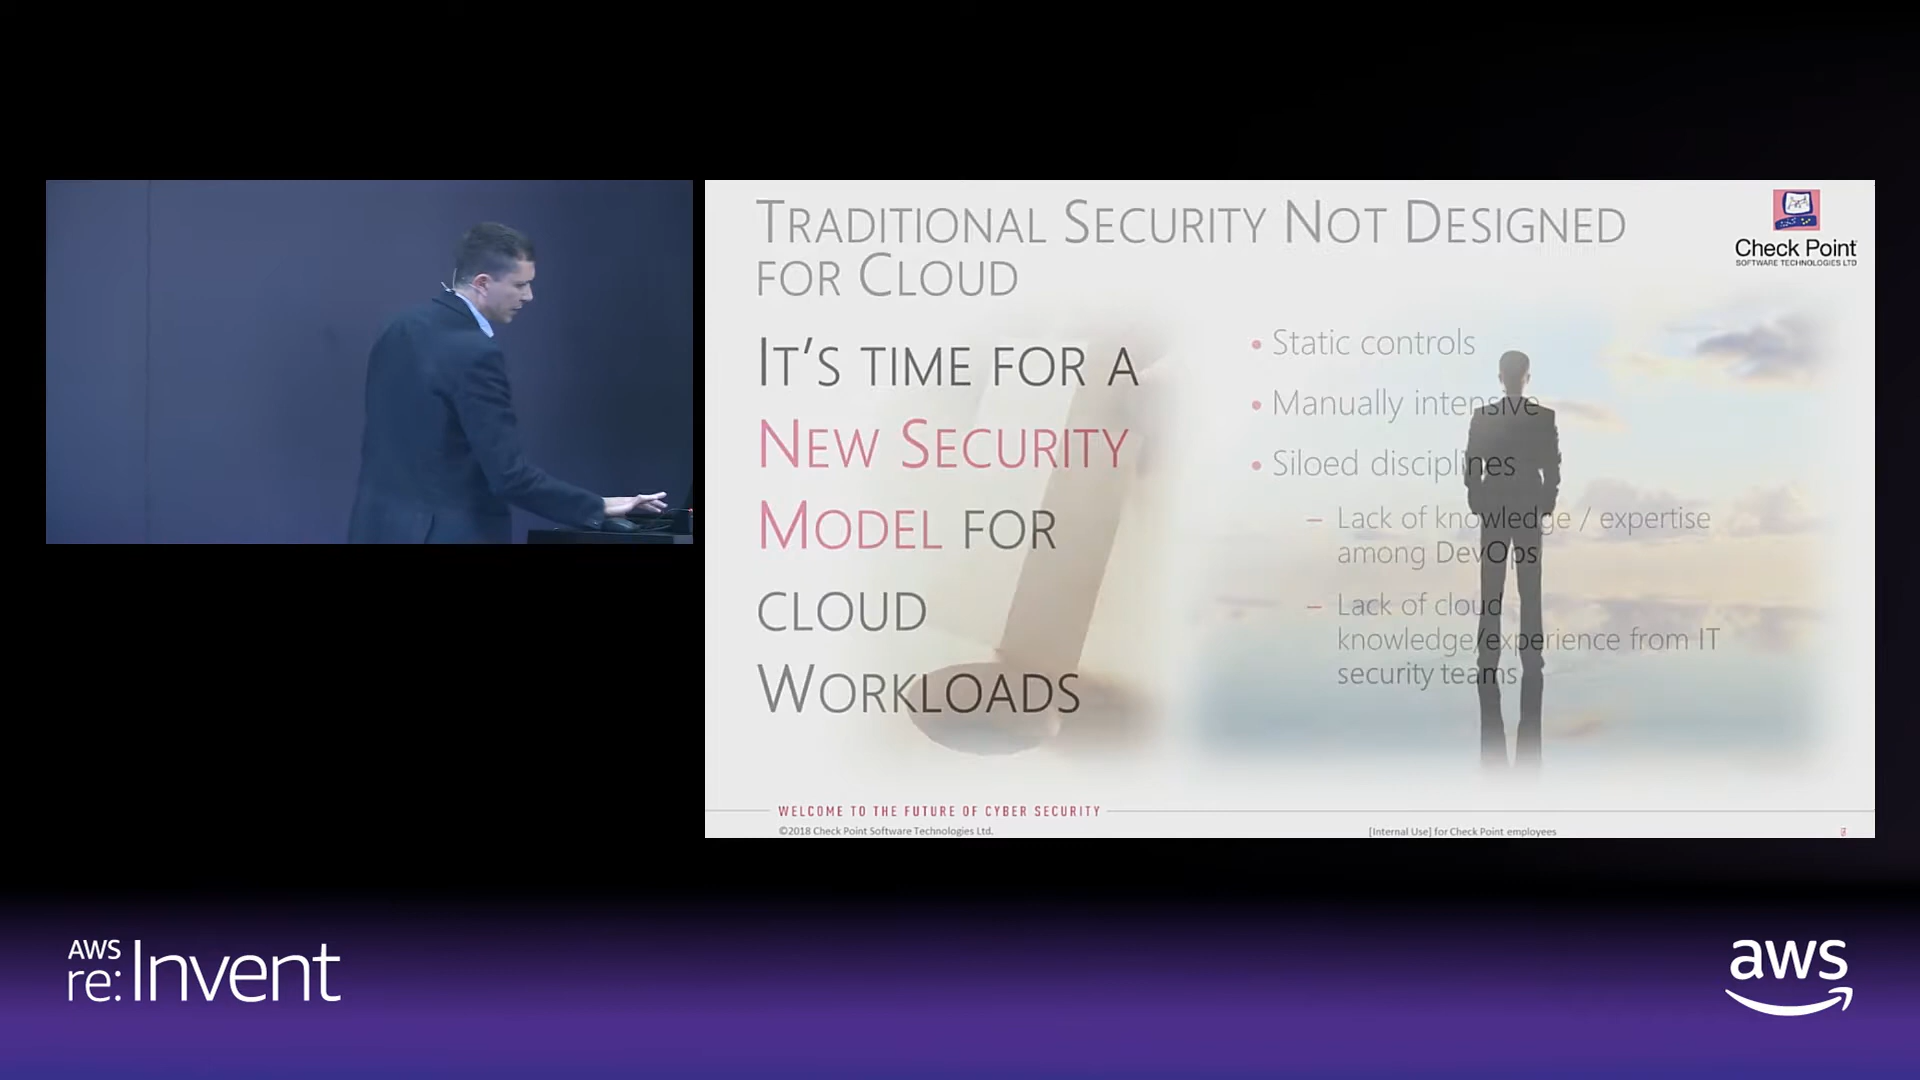 TRADITIONAL SECURITY NOT DESIGNED
FOR CLOUD
Check Point
SOFTWARE TECHNOLOGIES LTD
IT'S TIME FOR A
NEW SECURITY
MODEL FOR
CLOUD
WORKLOADS
• Static controls
• Manually intensive
• Siloed disciplines
– Lack of knowledge / expertise
among DevOps
– Lack of cloud
knowledge/experience from IT
security teams
WELCOME TO THE FUTURE OF CYBER SECURITY
©2018 Check Point Software Technologies Ltd.
[Internal Use] for Check Point employees
AWS
re:Invent
aws